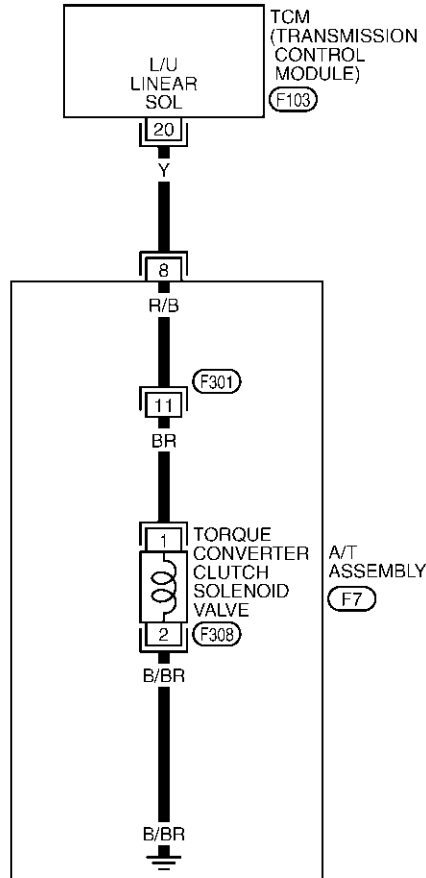 TCM
(TRANSMISSION
CONTROL
MODULE)
F103
L/U
LINEAR
SOL
20
Y
8
R/B
F301
11
BR
1
TORQUE
CONVERTER
CLUTCH
SOLENOID
VALVE
2
F308
A/T
ASSEMBLY
F7
B/BR
B/BR